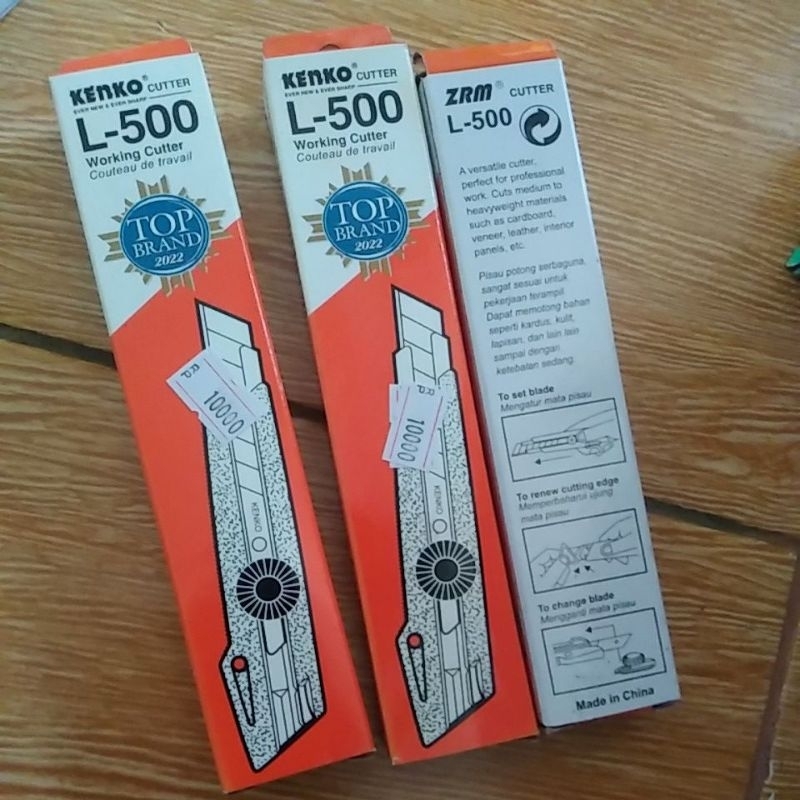 KENKO® CUTTER
EVER NEW & EVER SHARP
L-500
Working Cutter
Couteau de travail
TOP
BRAND
2022
RP
10000
KENKO
KENKO® CUTTER
EVER NEW & EVER SHARP
L-500
Working Cutter
Couteau de travail
TOP
BRAND
2022
RP
10000
KENKO
ZRM® CUTTER
L-500
A versatile cutter,
perfect for professional
work. Cuts medium to
heavyweight materials
such as cardboard,
veneer, leather, interior
panels, etc.
Pisau potong serbaguna,
sangat sesuai untuk
pekerjaan terampil.
Dapat memotong bahan
seperti kardus, kulit,
lapisan, dan lain lain
sampai dengan
ketebalan sedang.
To set blade
Mengatur mata pisau
To renew cutting edge
Memperbaharui ujung
mata pisau
To change blade
Mengganti mata pisau
Made in China